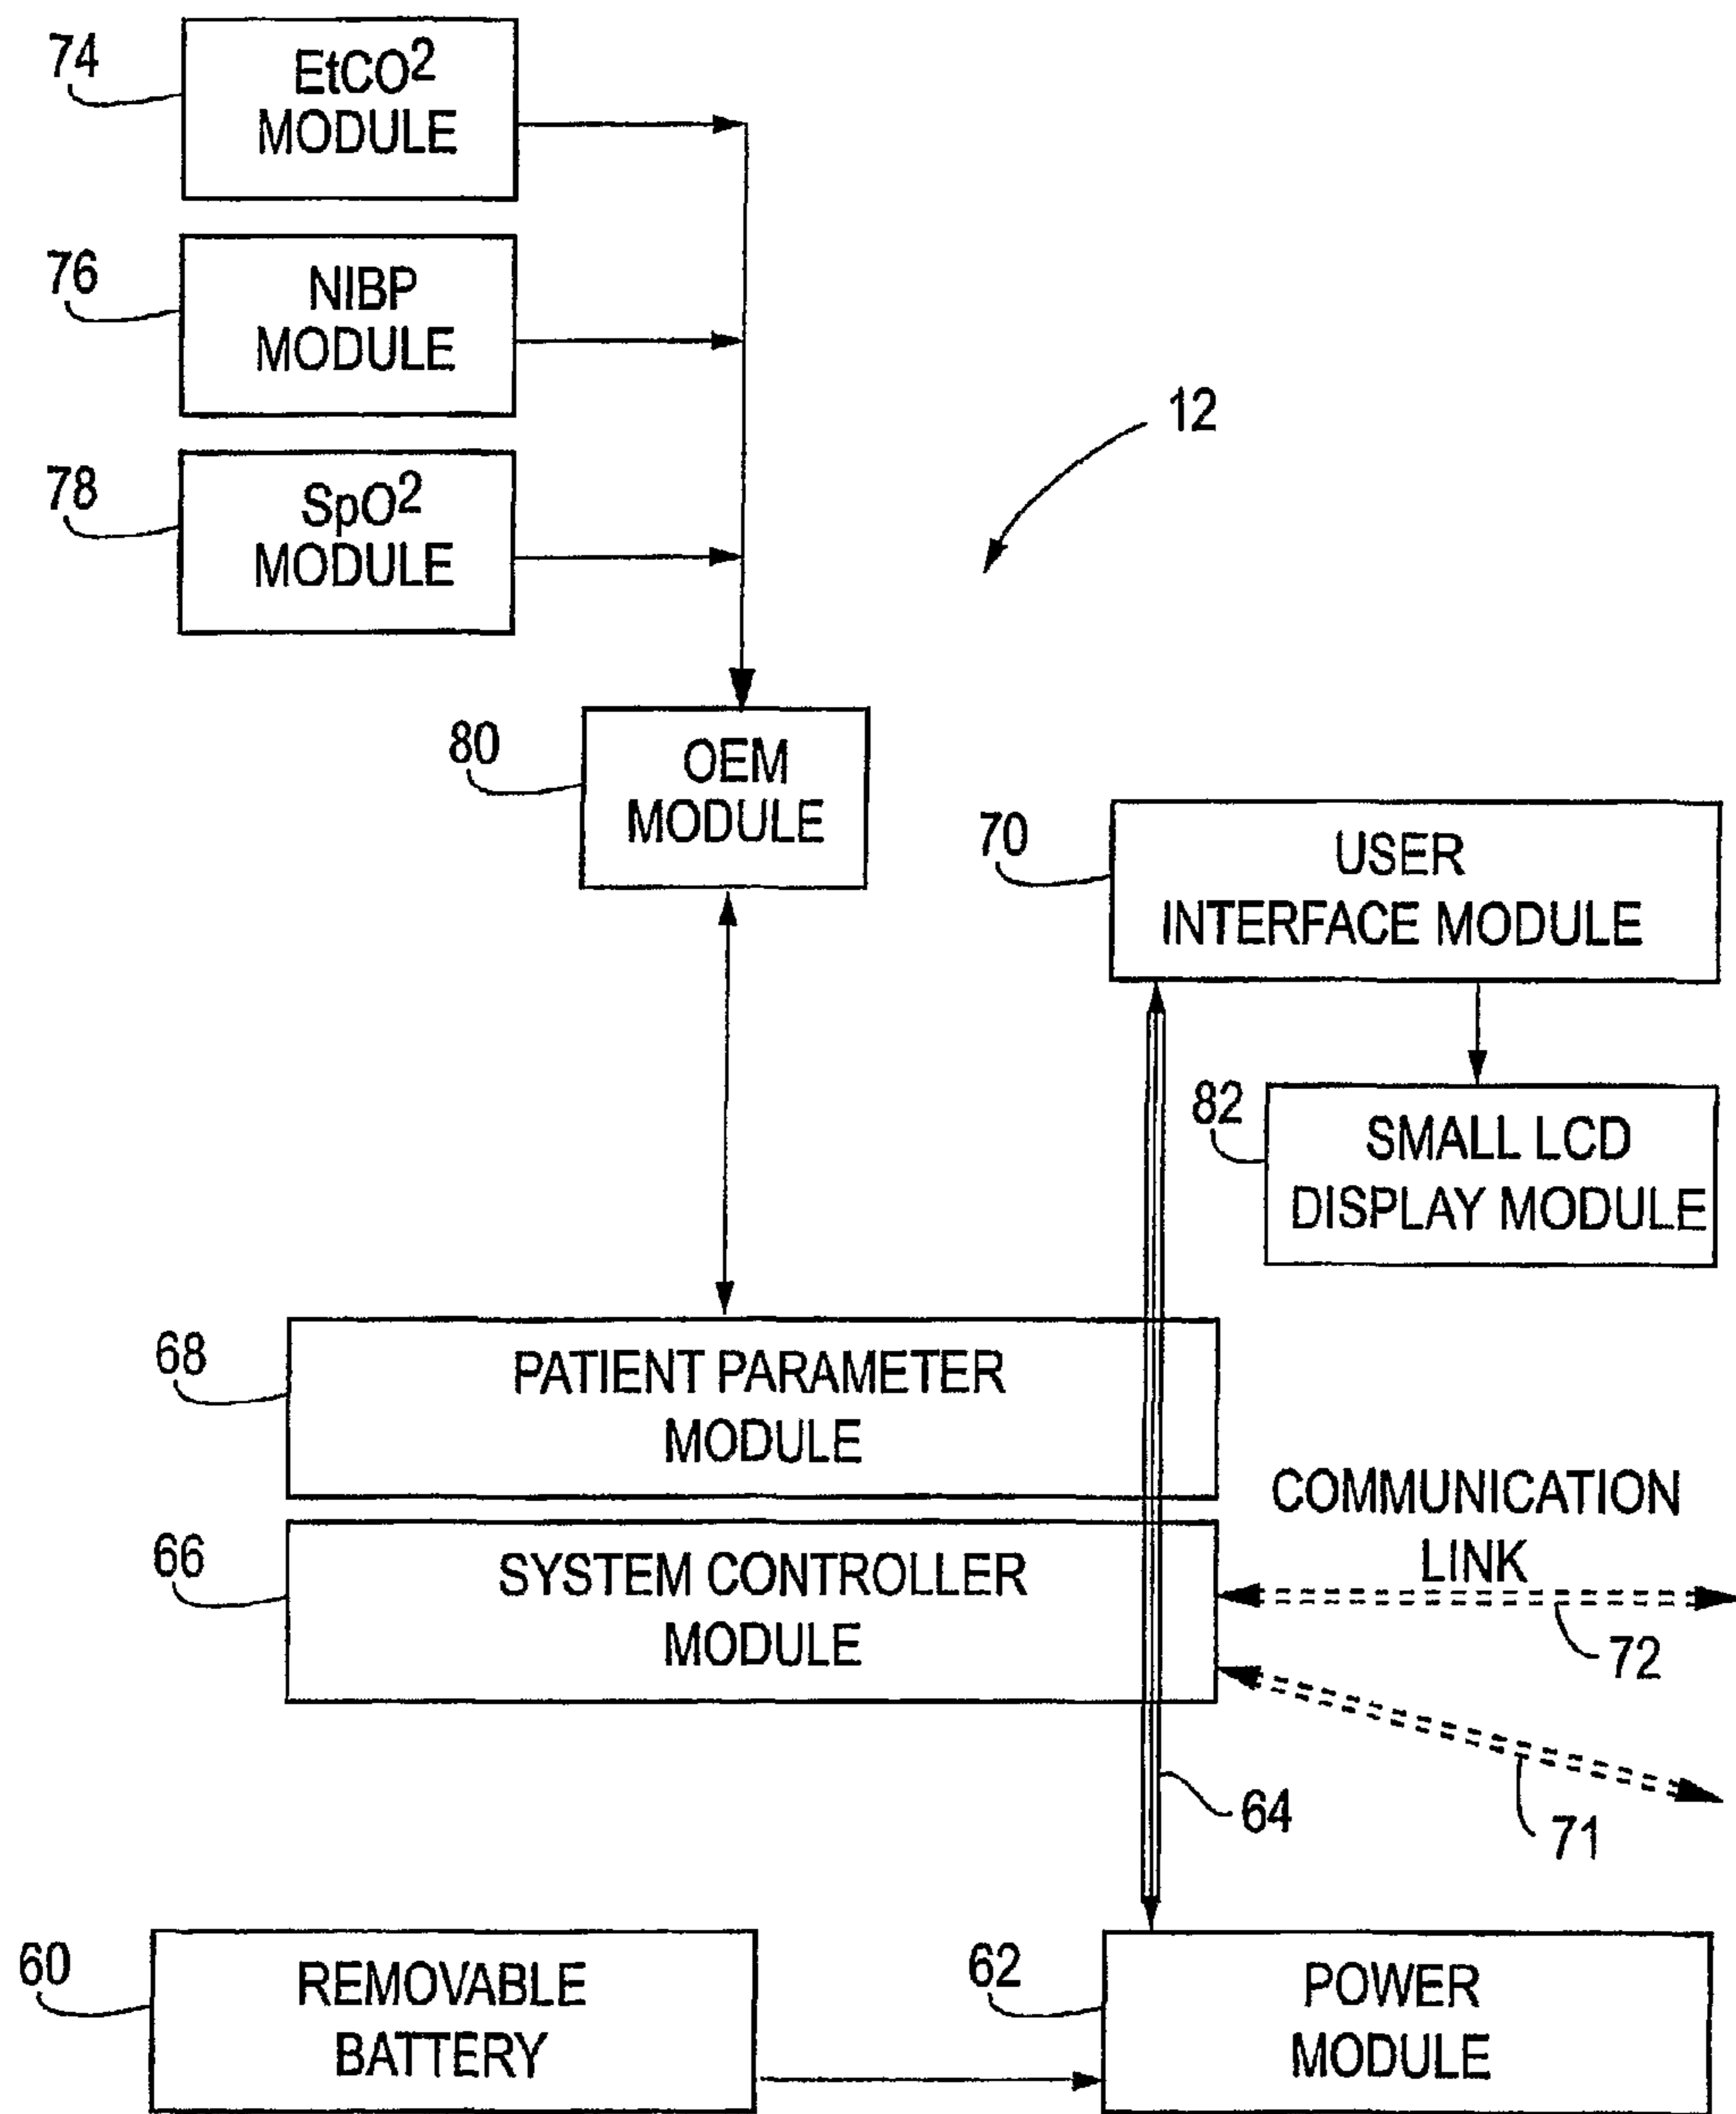 74
EtCO2
MODULE
76
NIBP
MODULE
12
78
SpO2
MODULE
80
OEM
MODULE
70
USER
INTERFACE MODULE
82
SMALL LCD
DISPLAY MODULE
68
PATIENT PARAMETER
MODULE
COMMUNICATION
LINK
66
SYSTEM CONTROLLER
MODULE
72
64
71
60
REMOVABLE
BATTERY
62
POWER
MODULE